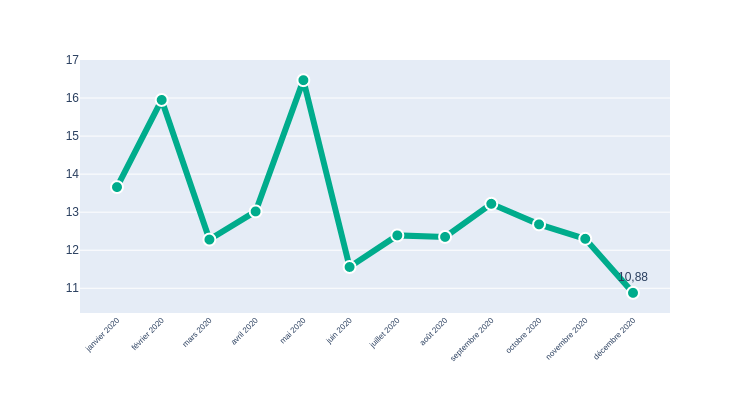 17
16
15
14
13
12
11
10,88
janvier 2020
février 2020
mars 2020
avril 2020
mai 2020
juin 2020
juillet 2020
août 2020
septembre 2020
octobre 2020
novembre 2020
décembre 2020